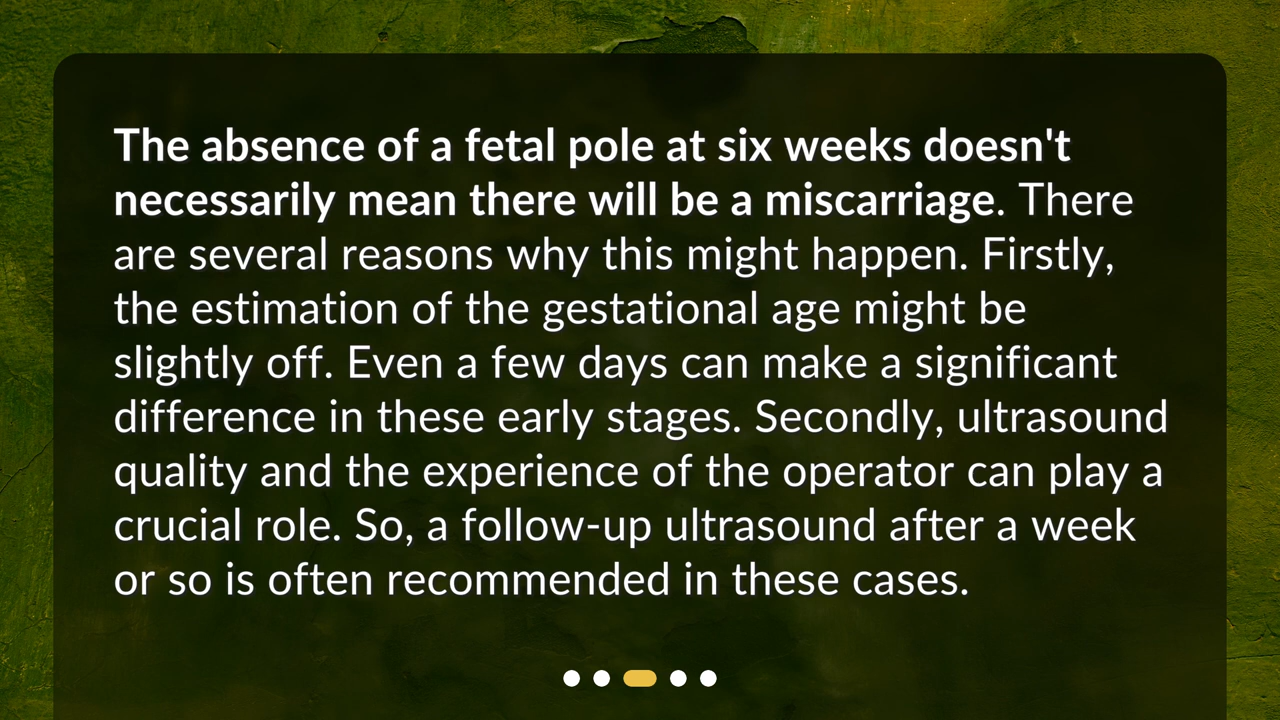 The absence of a fetal pole at six weeks doesn't
necessarily mean there will be a miscarriage. There
are several reasons why this might happen. Firstly,
the estimation of the gestational age might be
slightly off. Even a few days can make a significant
difference in these early stages. Secondly, ultrasound
quality and the experience of the operator can play a
crucial role. So, a follow-up ultrasound after a week
or so is often recommended in these cases.